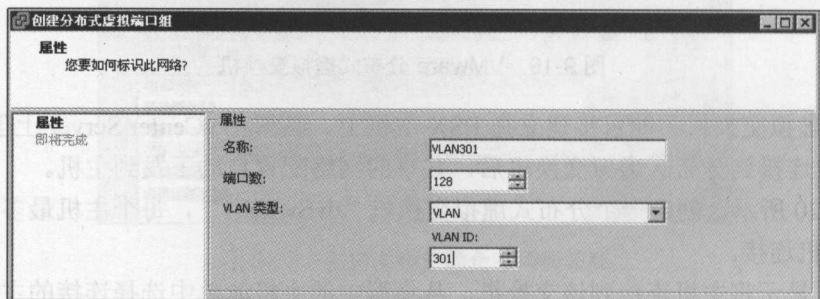 创建分布式虚拟端口组
属性
您要如何标识此网络?
属性
即将完成
属性
名称:
VLAN301
端口数:
128
VLAN 类型:
VLAN
VLAN ID:
301